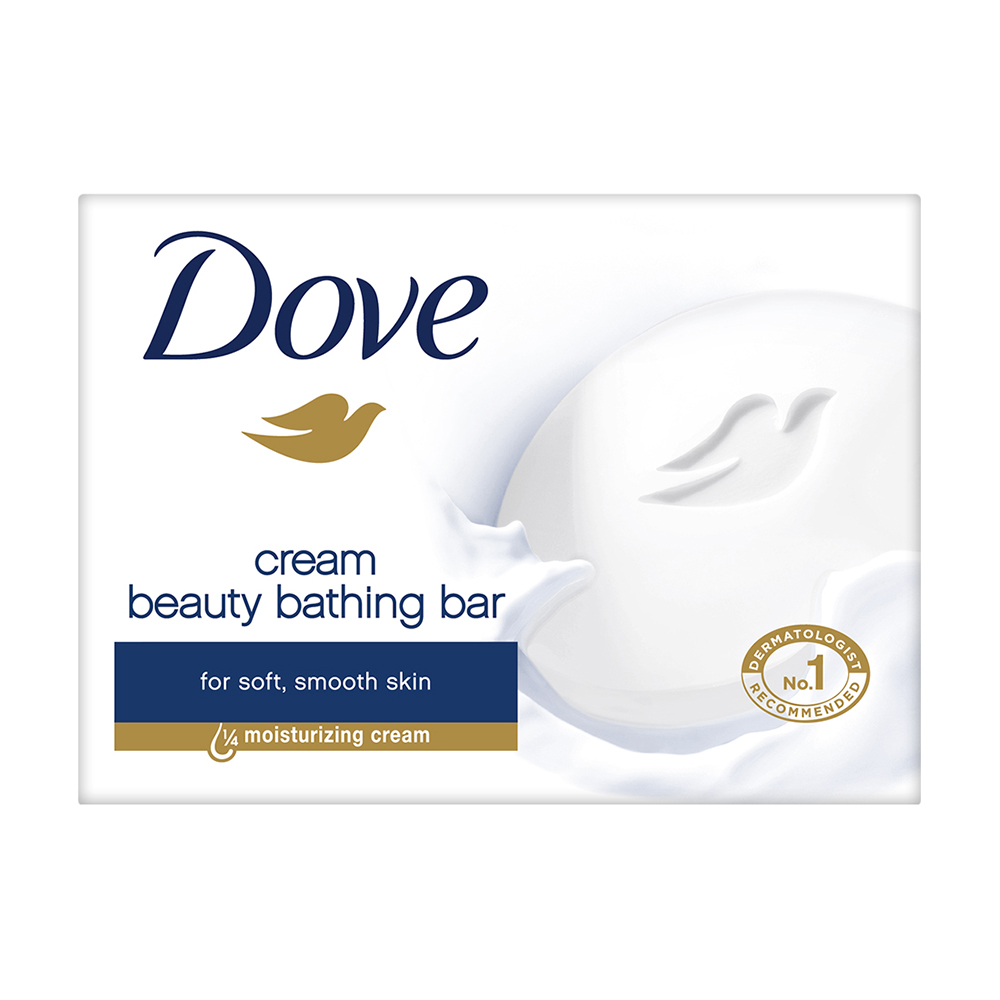 Dove
cream
beauty bathing bar
for soft, smooth skin
¼ moisturizing cream
DERMATOLOGIST
No.1
RECOMMENDED